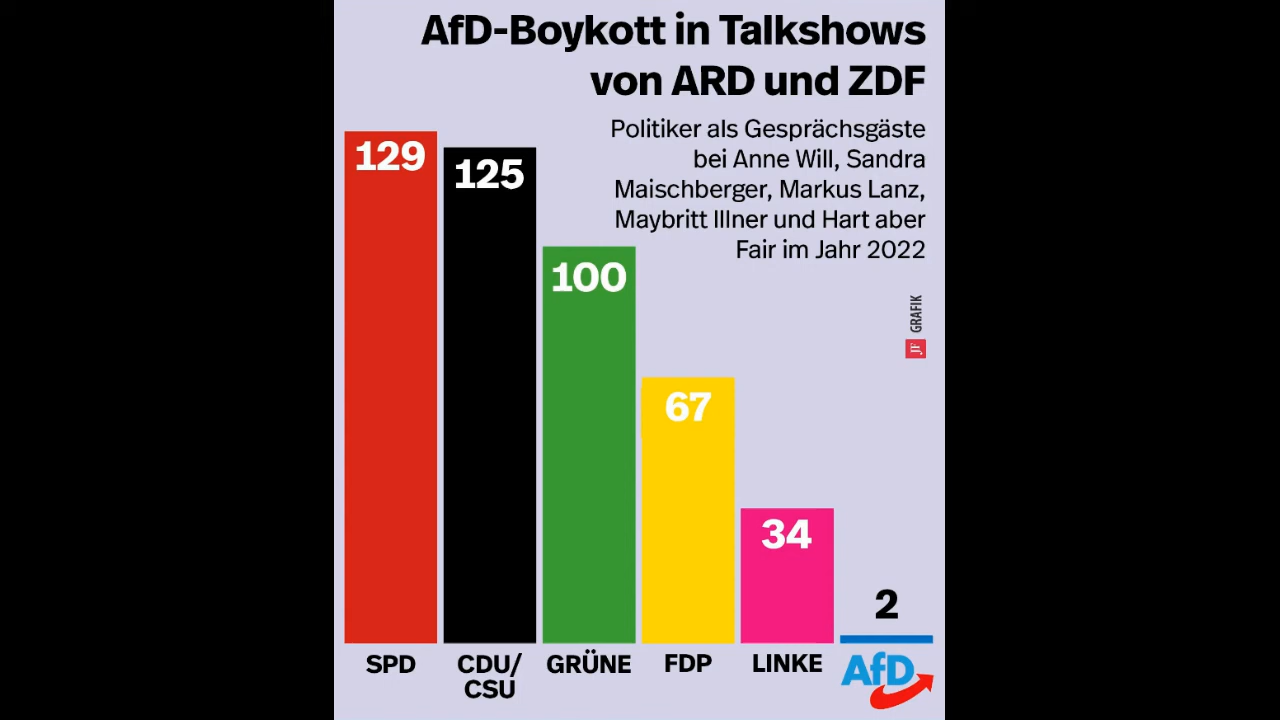 AfD-Boykott in Talkshows
von ARD und ZDF
Politiker als Gesprächsgäste
bei Anne Will, Sandra
Maischberger, Markus Lanz,
Maybritt Illner und Hart aber
Fair im Jahr 2022
JF GRAFIK
129
125
100
67
34
2
SPD
CDU/
CSU
GRÜNE
FDP
LINKE
AfD